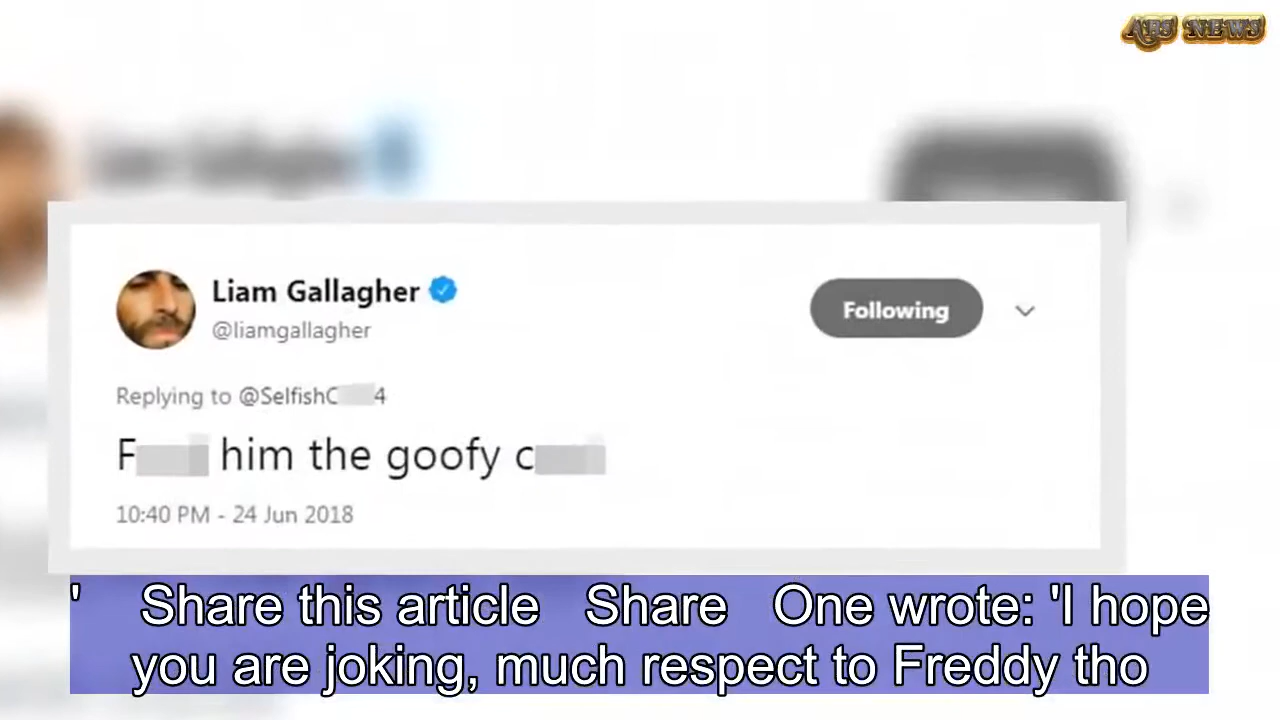 ABS NEWS
Liam Gallagher
@liamgallagher
Following
Replying to @SelfishC 4
F him the goofy c
10:40 PM - 24 Jun 2018
' Share this article Share One wrote: 'I hope
you are joking, much respect to Freddy tho